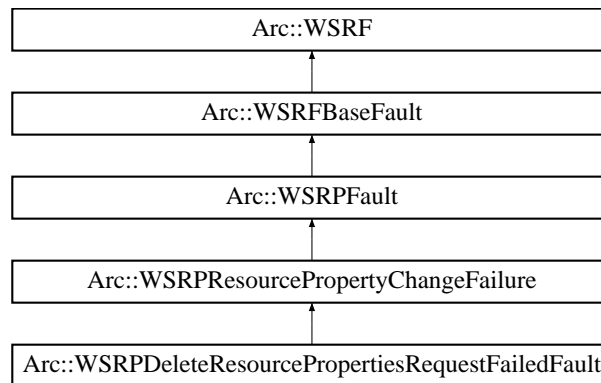 Arc::WSRF
Arc::WSRFBaseFault
Arc::WSRPFault
Arc::WSRPResourcePropertyChangeFailure
Arc::WSRPDeleteResourcePropertiesRequestFailedFault